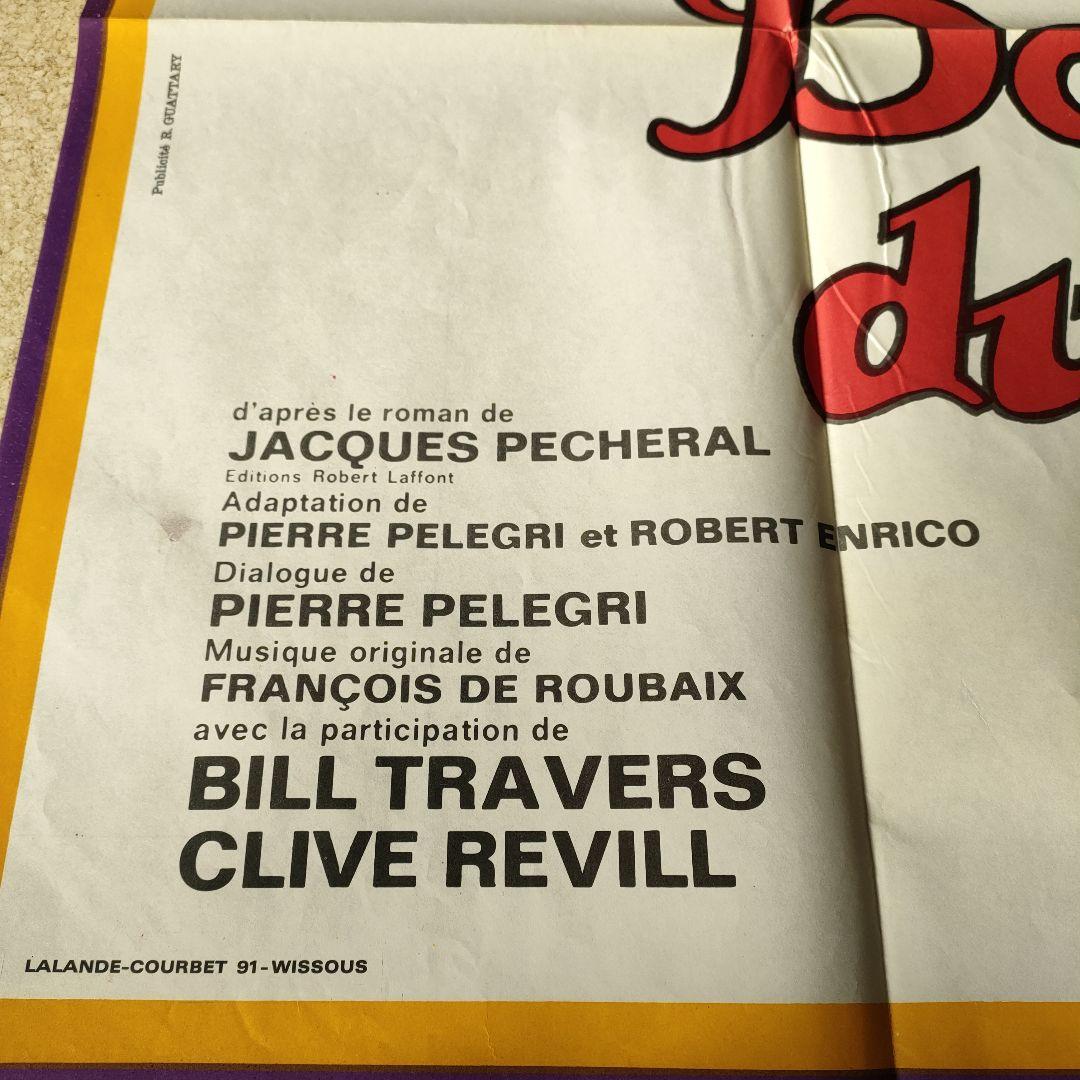 Publicité R. GUATTARY
du
d'après le roman de
JACQUES PECHERAL
Editions Robert Laffont
Adaptation de
PIERRE PELEGRI et ROBERT ENRICO
Dialogue de
PIERRE PELEGRI
Musique originale de
FRANÇOIS DE ROUBAIX
avec la participation de
BILL TRAVERS
CLIVE REVILL
LALANDE-COURBET 91-WISSOUS